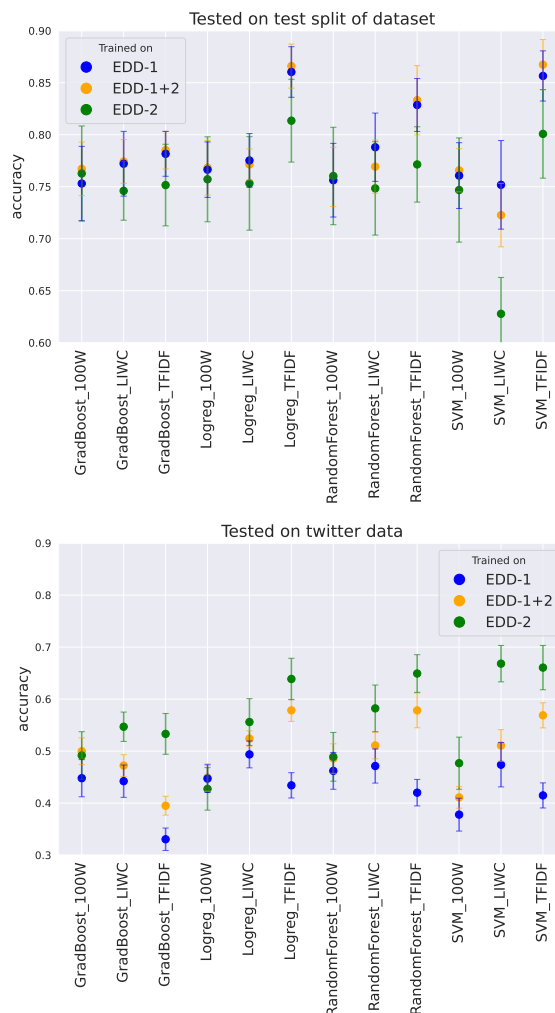 Tested on test split of dataset
0.90
0.85
0.80
0.75
0.70
0.65
0.60
accuracy
Trained on
EDD-1
EDD-1+2
EDD-2
GradBoost_100W
GradBoost_LIWC
GradBoost_TFIDF
Logreg_100W
Logreg_LIWC
Logreg_TFIDF
RandomForest_100W
RandomForest_LIWC
RandomForest_TFIDF
SVM_100W
SVM_LIWC
SVM_TFIDF
Tested on twitter data
0.9
0.8
0.7
0.6
0.5
0.4
0.3
accuracy
Trained on
EDD-1
EDD-1+2
EDD-2
GradBoost_100W
GradBoost_LIWC
GradBoost_TFIDF
Logreg_100W
Logreg_LIWC
Logreg_TFIDF
RandomForest_100W
RandomForest_LIWC
RandomForest_TFIDF
SVM_100W
SVM_LIWC
SVM_TFIDF